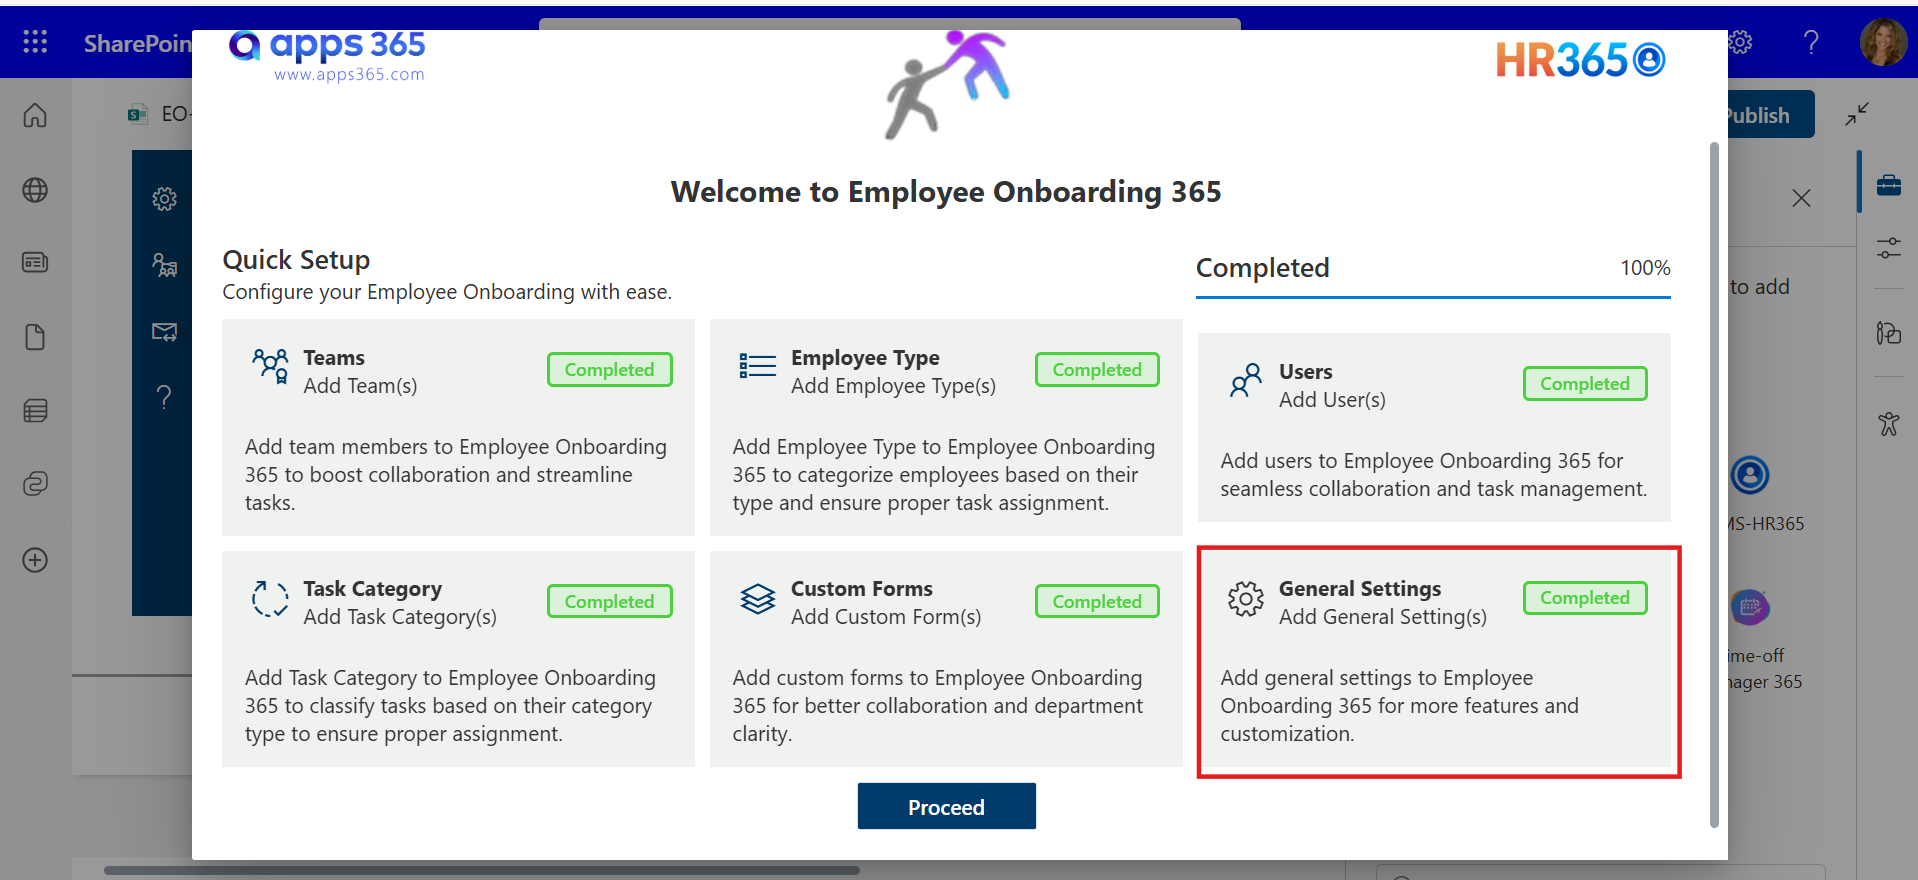 SharePoin
apps 365
www.apps365.com
HR365
EO-
Publish
Welcome to Employee Onboarding 365
Quick Setup
Configure your Employee Onboarding with ease.
Completed 100%
to add
Teams
Add Team(s)
Completed
Add team members to Employee Onboarding
365 to boost collaboration and streamline
tasks.
Employee Type
Add Employee Type(s)
Completed
Add Employee Type to Employee Onboarding
365 to categorize employees based on their
type and ensure proper task assignment.
Users
Add User(s)
Completed
Add users to Employee Onboarding 365 for
seamless collaboration and task management.
MS-HR365
Task Category
Add Task Category(s)
Completed
Add Task Category to Employee Onboarding
365 to classify tasks based on their category
type to ensure proper assignment.
Custom Forms
Add Custom Form(s)
Completed
Add custom forms to Employee Onboarding
365 for better collaboration and department
clarity.
General Settings
Add General Setting(s)
Completed
Add general settings to Employee
Onboarding 365 for more features and
customization.
ime-off
nager 365
Proceed